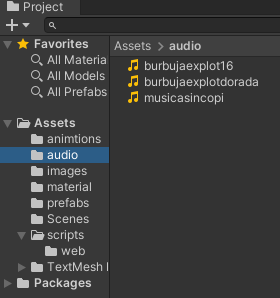 Project
Favorites
All Materia
All Models
All Prefabs
Assets
animtions
audio
images
material
prefabs
Scenes
scripts
web
TextMesh
Packages
Assets > audio
burbujaexplot16
burbujaexplotdorada
musicasincopi